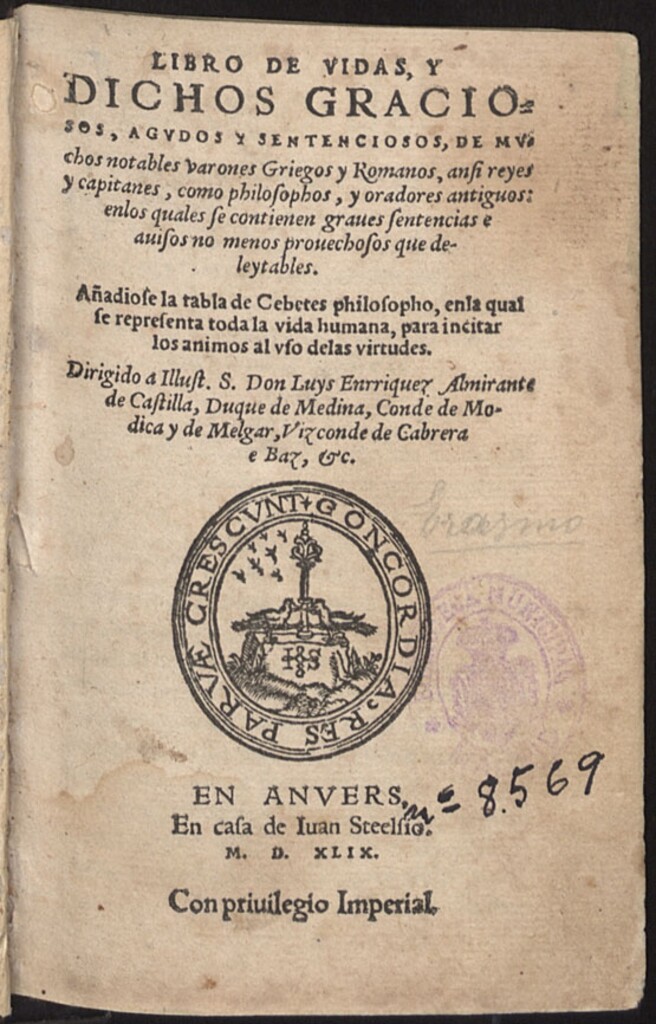 LIBRO DE VIDAS, Y
DICHOS GRACIO=
SOS, AGVDOS Y SENTENCIOSOS, DE MV=
chos notables varones Griegos y Romanos, anſi reyes
y capitanes, como philoſophos, y oradores antiguos:
enlos quales ſe contienen graues ſentencias e
auiſos no menos prouechoſos que de-
leytables.
Añadioſe la tabla de Cebetes philoſopho, enla qual
ſe repreſenta toda la vida humana, para incitar
los animos al vſo delas virtudes.
Dirigido a Illuſt. S. Don Luys Enrriquez Almirante
de Caſtilla, Duque de Medina, Conde de Mo-
dica y de Melgar, Vizconde de Cabrera
e Baz, &c.
Erasmo
CONCORDIA RES PARVÆ CRESCVNT
IHS
EN ANVERS,
nº 8.569
En caſa de Iuan Steelſio.
M. D. XLIX.
Con priuilegio Imperial.